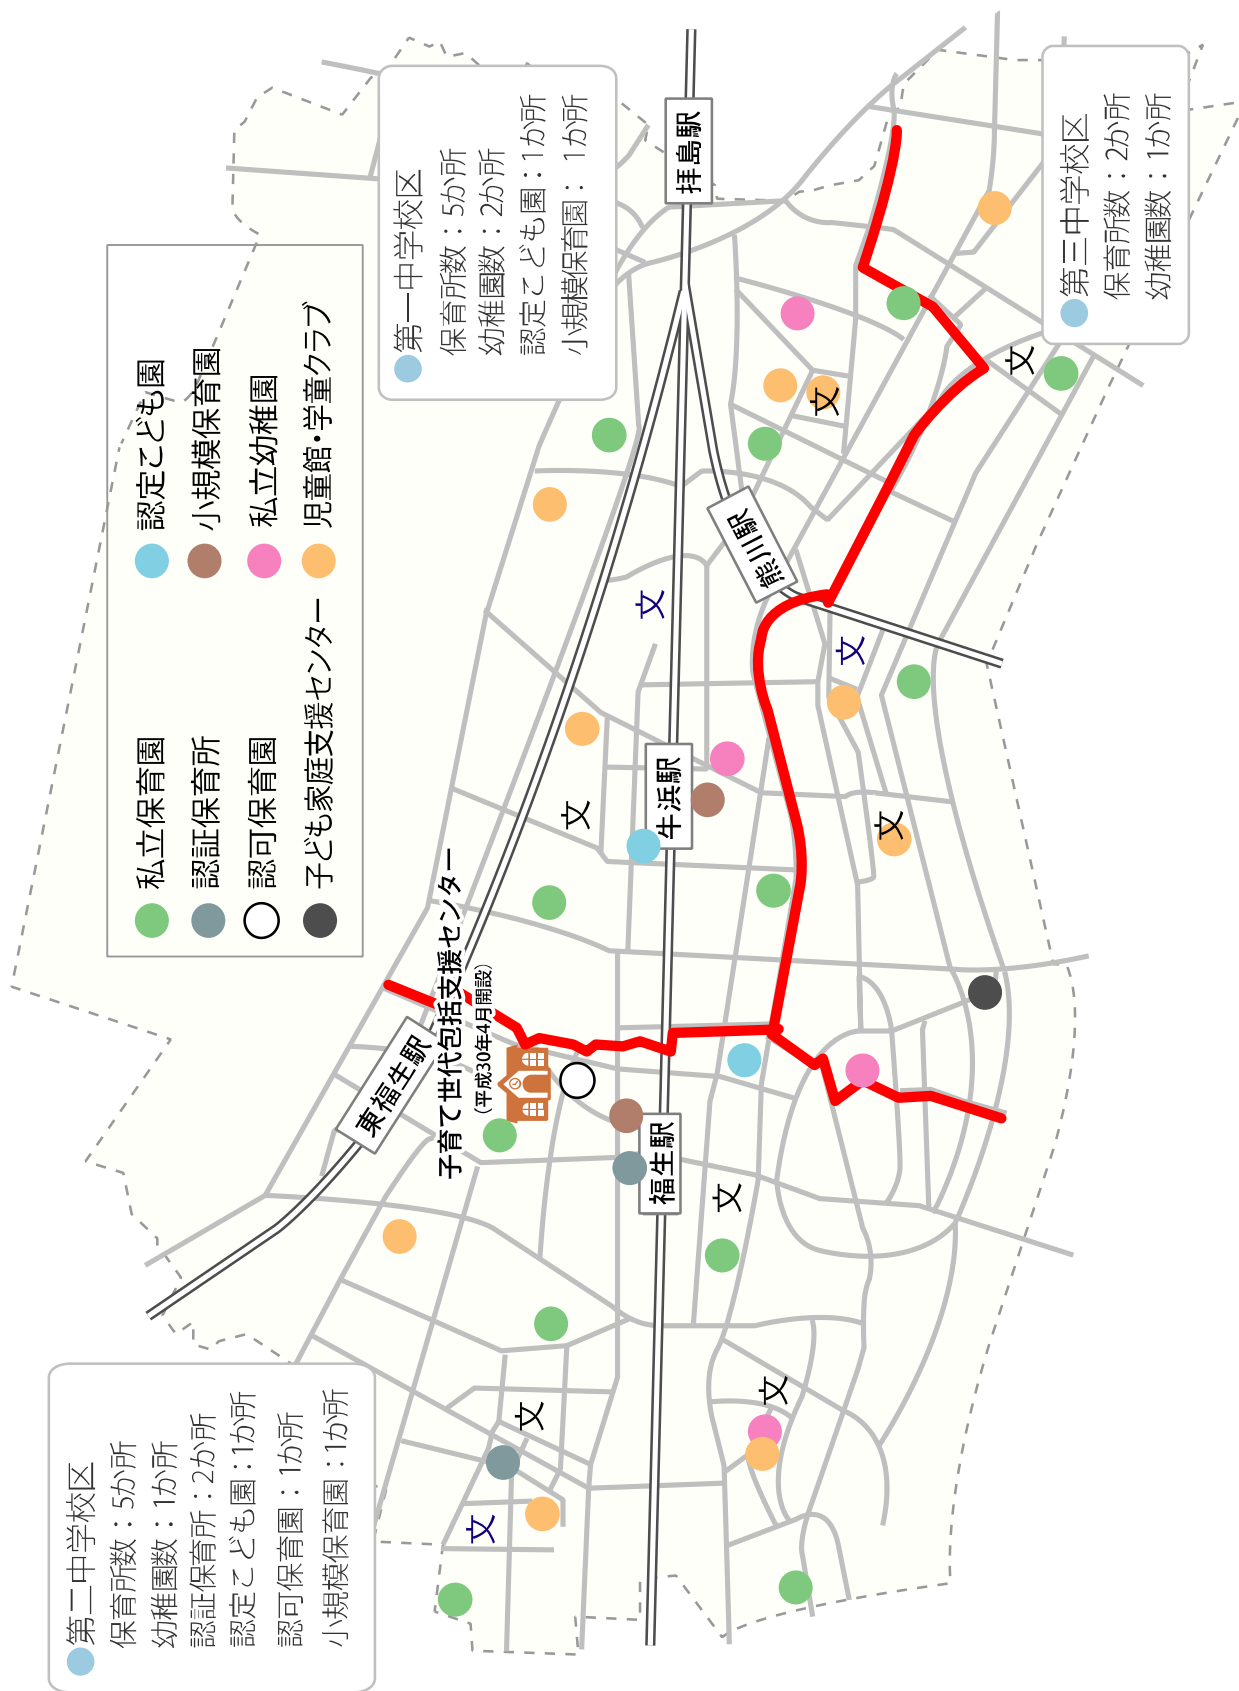 第二中学校区
保育所数：5か所
幼稚園数：1か所
認証保育所：2か所
認定こども園：1か所
認可保育園：1か所
小規模保育園：1か所
私立保育園
認証保育所
認可保育園
子ども家庭支援センター
認定こども園
小規模保育園
私立幼稚園
児童館・学童クラブ
第一中学校区
保育所数：5か所
幼稚園数：2か所
認定こども園：1か所
小規模保育園：1か所
第三中学校区
保育所数：2か所
幼稚園数：1か所
東福生駅
子育て世代包括支援センター
（平成30年4月開設）
福生駅
牛浜駅
熊川駅
拝島駅
文
文
文
文
文
文
文
文
文
文
文